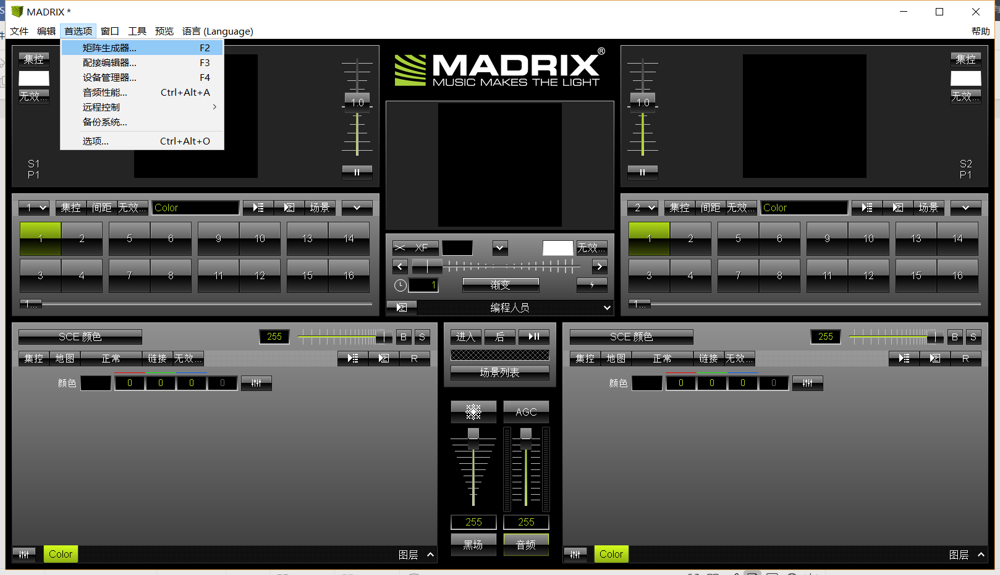 MADRIX *
文件 编辑 首选项 窗口 工具 预览 语言 (Language) 帮助
矩阵生成器... F2
配接编辑器... F3
设备管理器... F4
音频性能... Ctrl+Alt+A
远程控制
备份系统...
选项... Ctrl+Alt+O
集控
无效...
1.0
S1
P1
MADRIX®
MUSIC MAKES THE LIGHT
1.0
集控
无效...
S2
P1
1 集控 间距 无效... Color 场景
1 2 5 6 9 10 13 14
3 4 7 8 11 12 15 16
1...
XF 无效...
1 渐变
编程人员
2 集控 间距 无效... Color 场景
1 2 5 6 9 10 13 14
3 4 7 8 11 12 15 16
1...
SCE 颜色 255 B S
集控 地图 正常 链接 无效... R
颜色 0 0 0 0
Color 图层
进入 后
场景列表
AGC
255 255
黑场 音频
SCE 颜色 255 B S
集控 地图 正常 链接 无效... R
颜色 0 0 0 0
Color 图层